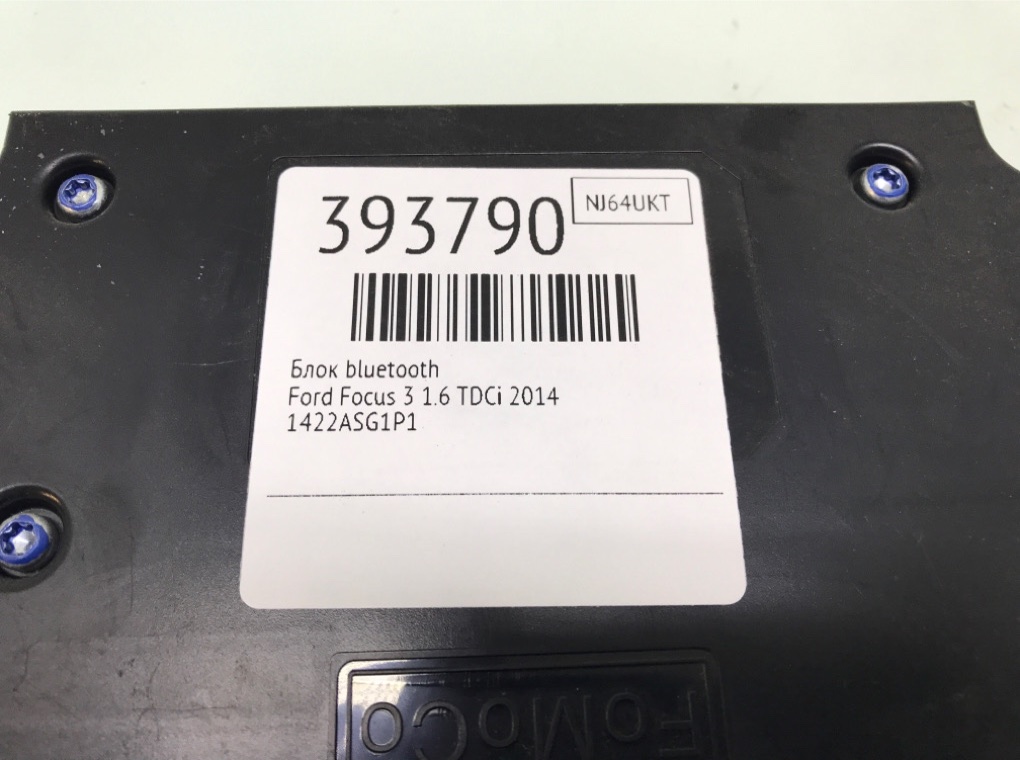 393790
NJ64UKT
Блок bluetooth
Ford Focus 3 1.6 TDCi 2014
1422ASG1P1
FoMoCo